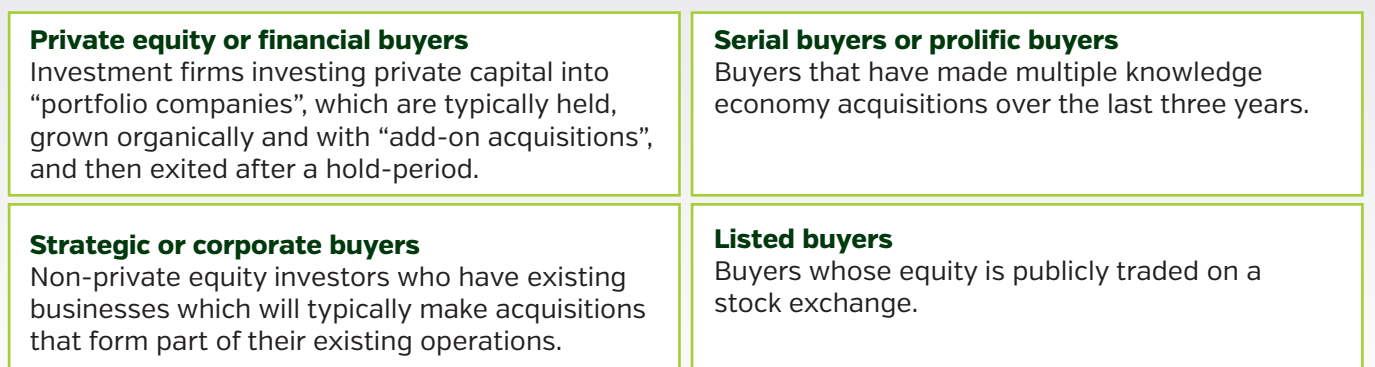 Private equity or financial buyers
Investment firms investing private capital into
“portfolio companies”, which are typically held,
grown organically and with “add-on acquisitions”,
and then exited after a hold-period.
Serial buyers or prolific buyers
Buyers that have made multiple knowledge
economy acquisitions over the last three years.
Strategic or corporate buyers
Non-private equity investors who have existing
businesses which will typically make acquisitions
that form part of their existing operations.
Listed buyers
Buyers whose equity is publicly traded on a
stock exchange.